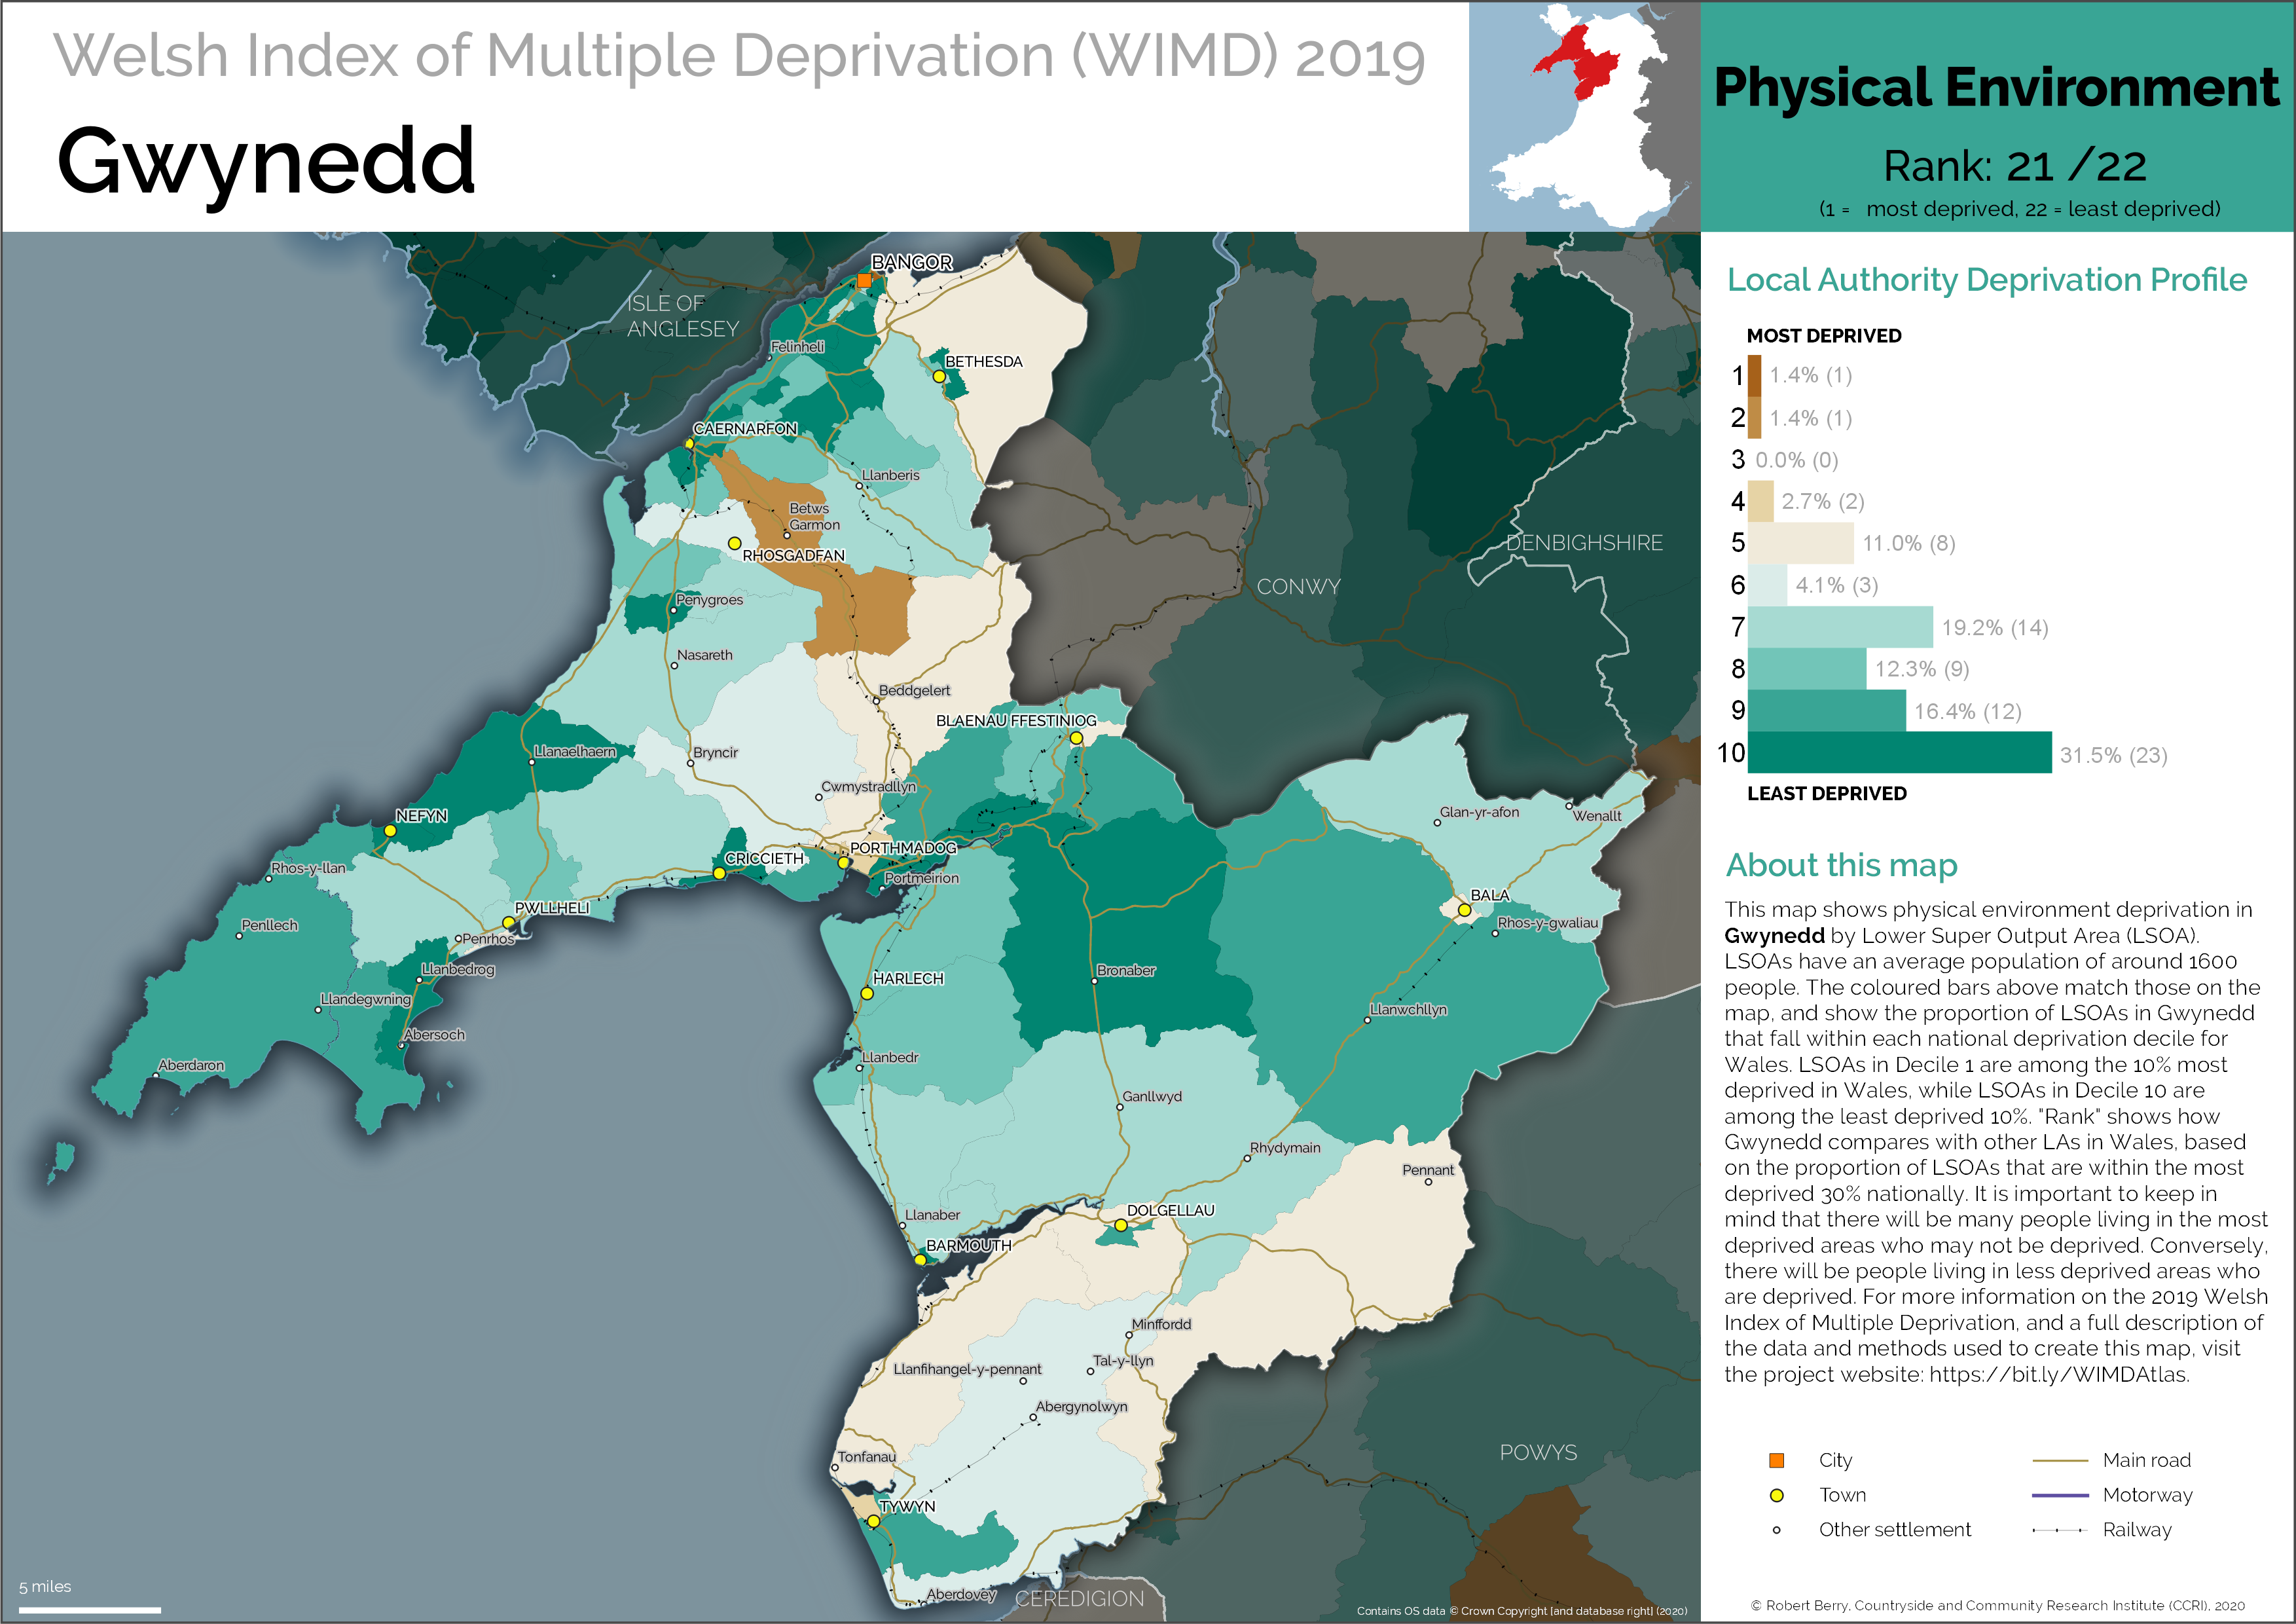 Welsh Index of Multiple Deprivation (WIMD) 2019
Gwynedd
Physical Environment
Rank: 21 /22
(1 = most deprived, 22 = least deprived)
BANGOR
ISLE OF
ANGLESEY
Felinheli
BETHESDA
CAERNARFON
Llanberis
Betws
Garmon
RHOSGADFAN
DENBIGHSHIRE
CONWY
Penygroes
Nasareth
Beddgelert
BLAENAU FFESTINIOG
Llanaelhaern
Bryncir
Cwmystradllyn
Glan-yr-afon
Wenallt
NEFYN
CRICCIETH
PORTHMADOG
Rhos-y-llan
Portmeirion
BALA
PWLLHELI
Rhos-y-gwaliau
Penllech
Penrhos
Llanbedrog
Bronaber
HARLECH
Llandegwning
Llanwchllyn
Abersoch
Llanbedr
Aberdaron
Ganllwyd
Rhydymain
Pennant
Llanaber
DOLGELLAU
BARMOUTH
Minffordd
Llanfihangel-y-pennant
Tal-y-llyn
Abergynolwyn
Tonfanau
POWYS
TYWYN
Aberdovey
CEREDIGION
5 miles
Contains OS data © Crown Copyright [and database right] (2020)
Local Authority Deprivation Profile
MOST DEPRIVED
1 1.4% (1)
2 1.4% (1)
3 0.0% (0)
4 2.7% (2)
5 11.0% (8)
6 4.1% (3)
7 19.2% (14)
8 12.3% (9)
9 16.4% (12)
10 31.5% (23)
LEAST DEPRIVED
About this map
This map shows physical environment deprivation in
Gwynedd by Lower Super Output Area (LSOA).
LSOAs have an average population of around 1600
people. The coloured bars above match those on the
map, and show the proportion of LSOAs in Gwynedd
that fall within each national deprivation decile for
Wales. LSOAs in Decile 1 are among the 10% most
deprived in Wales, while LSOAs in Decile 10 are
among the least deprived 10%. "Rank" shows how
Gwynedd compares with other LAs in Wales, based
on the proportion of LSOAs that are within the most
deprived 30% nationally. It is important to keep in
mind that there will be many people living in the most
deprived areas who may not be deprived. Conversely,
there will be people living in less deprived areas who
are deprived. For more information on the 2019 Welsh
Index of Multiple Deprivation, and a full description of
the data and methods used to create this map, visit
the project website: https://bit.ly/WIMDAtlas.
City
Main road
Town
Motorway
Other settlement
Railway
© Robert Berry, Countryside and Community Research Institute (CCRI), 2020